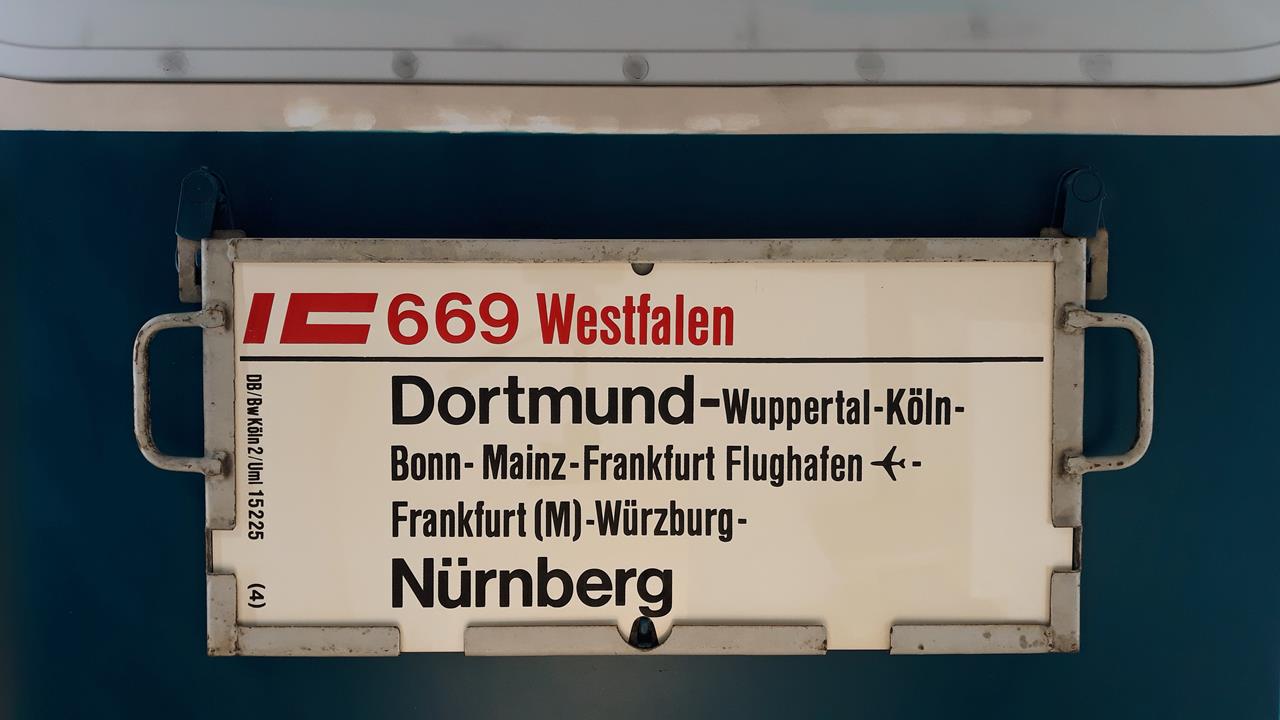 IC 669 Westfalen
Dortmund-Wuppertal-Köln-
Bonn-Mainz-Frankfurt Flughafen ✈-
Frankfurt (M)-Würzburg-
Nürnberg
DB/Bw Köln 2/Uml 15225 (4)